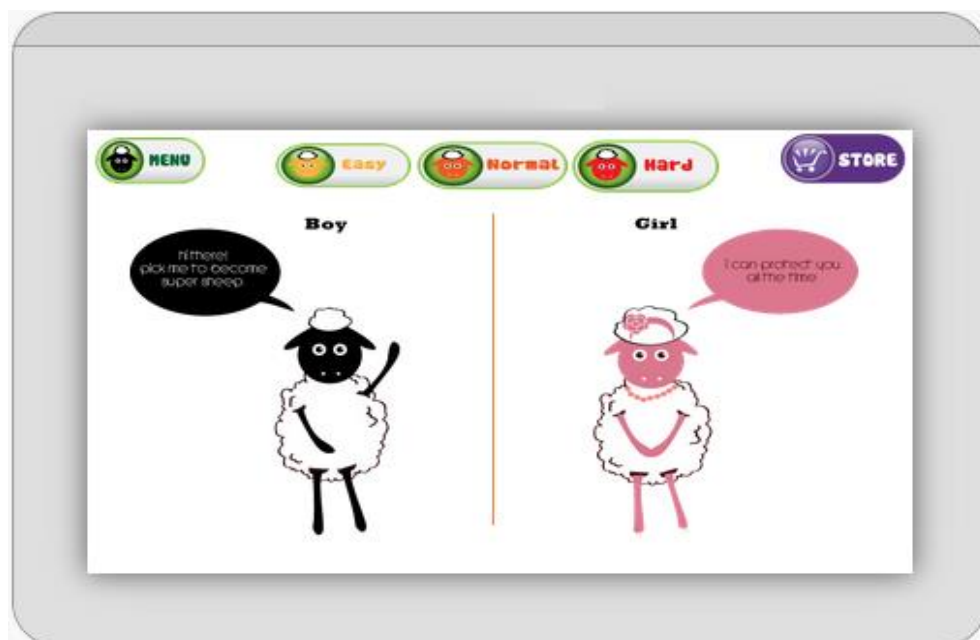 MENU
Easy
Normal
Hard
STORE
Boy
Girl
hi there!
pick me to become
super sheep
I can protect you
all the time